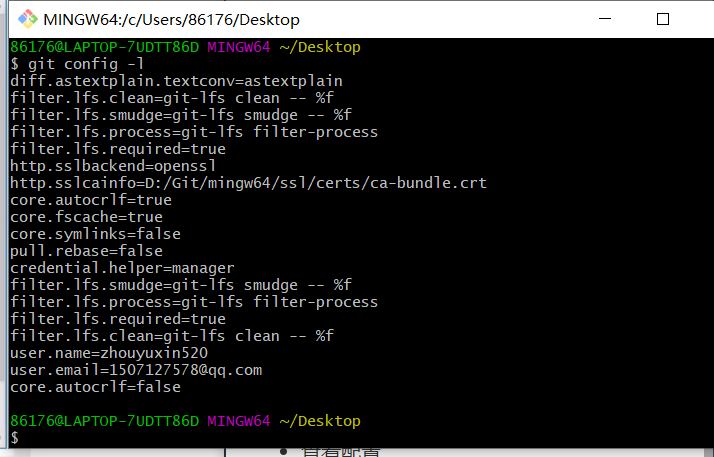 MINGW64:/c/Users/86176/Desktop
86176@LAPTOP-7UDTT86D MINGW64 ~/Desktop
$ git config -l
diff.astextplain.textconv=astextplain
filter.lfs.clean=git-lfs clean -- %f
filter.lfs.smudge=git-lfs smudge -- %f
filter.lfs.process=git-lfs filter-process
filter.lfs.required=true
http.sslbackend=openssl
http.sslcainfo=D:/Git/mingw64/ssl/certs/ca-bundle.crt
core.autocrlf=true
core.fscache=true
core.symlinks=false
pull.rebase=false
credential.helper=manager
filter.lfs.smudge=git-lfs smudge -- %f
filter.lfs.process=git-lfs filter-process
filter.lfs.required=true
filter.lfs.clean=git-lfs clean -- %f
user.name=zhouyuxin520
user.email=1507127578@qq.com
core.autocrlf=false
86176@LAPTOP-7UDTT86D MINGW64 ~/Desktop
$
查看配置